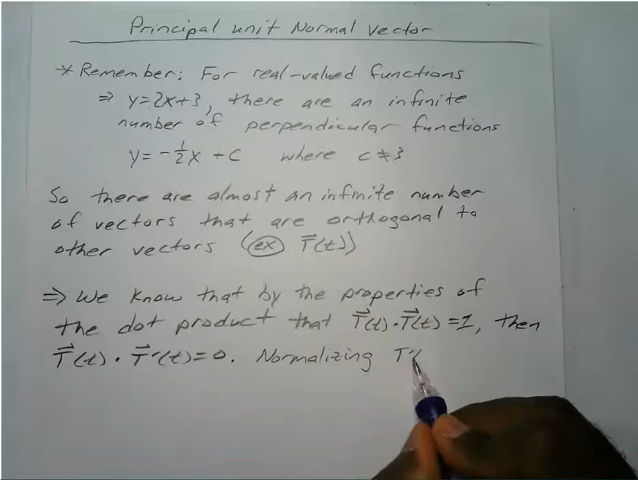 Principal unit Normal Vector
* Remember: For real-valued functions
⇒ y=2x+3, there are an infinite
number of perpendicular functions
y = -1/2 x + c where c ≠ 3
So there are almost an infinite number
of vectors that are orthogonal to
other vectors (ex T⃗(t))
⇒ We know that by the properties of
the dot product that T⃗(t)·T⃗(t)=1, then
T⃗(t) · T⃗'(t)=0. Normalizing T'(